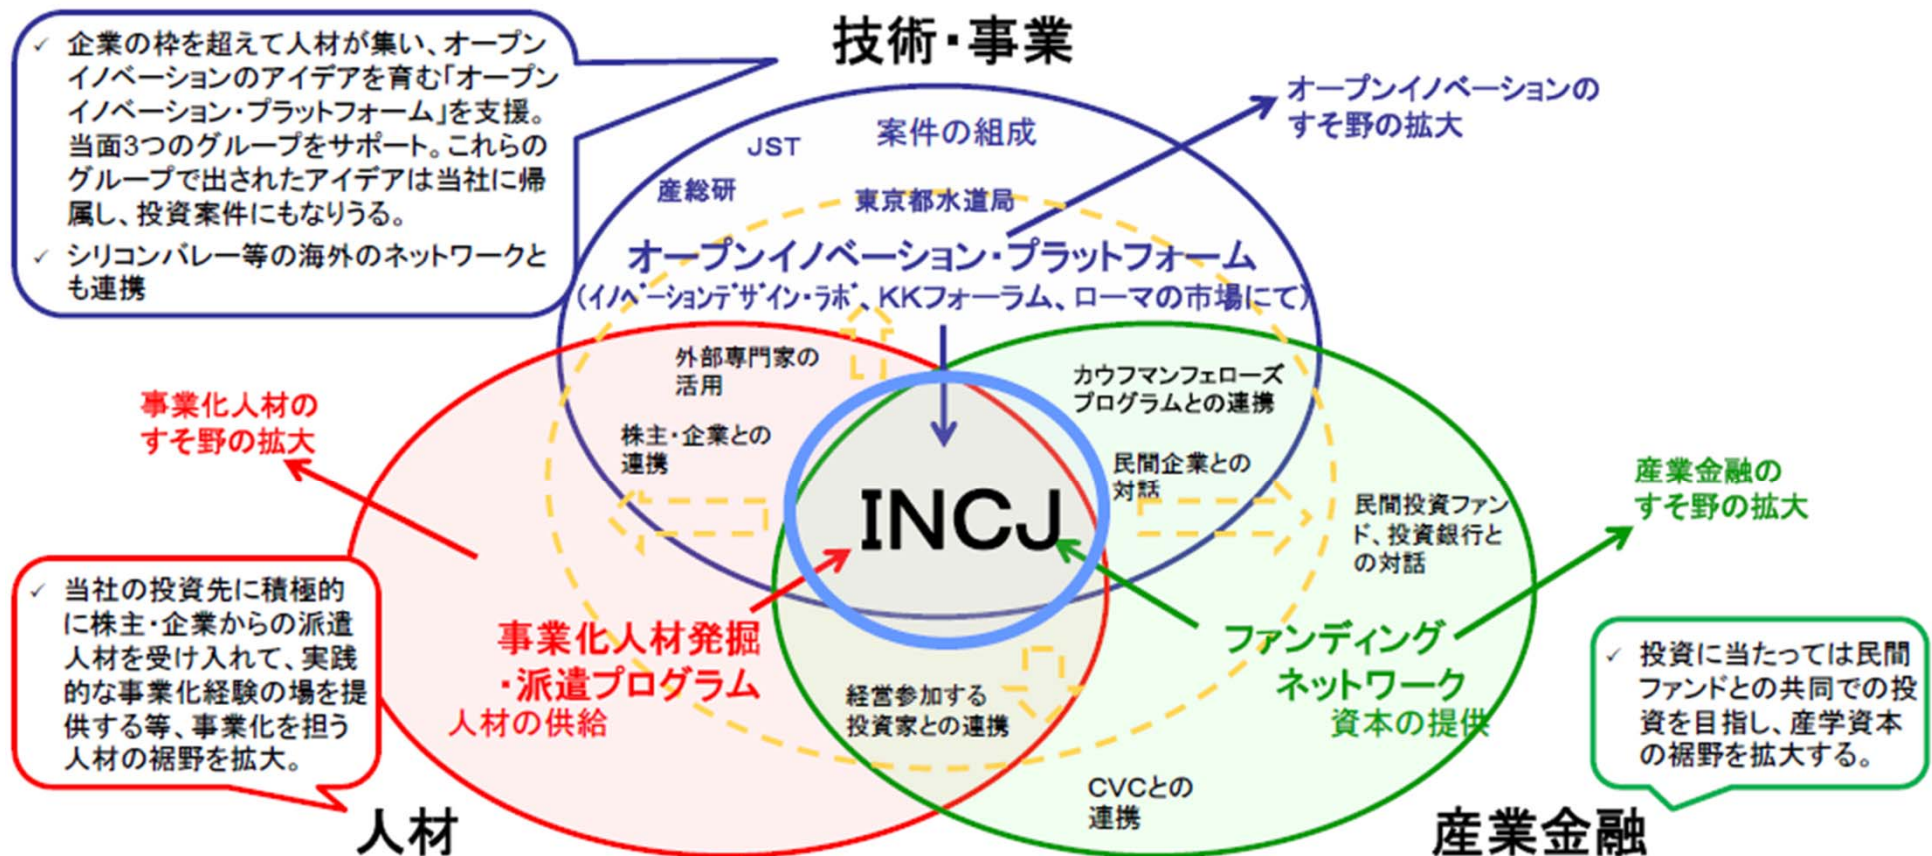 技術・事業
✓ 企業の枠を超えて人材が集い、オープン
イノベーションのアイデアを育む「オープン
イノベーション・プラットフォーム」を支援。
当面3つのグループをサポート。これらの
グループで出されたアイデアは当社に帰
属し、投資案件にもなりうる。
✓ シリコンバレー等の海外のネットワークと
も連携
オープンイノベーションの
すそ野の拡大
案件の組成
JST
産総研
東京都水道局
オープンイノベーション・プラットフォーム
(イノベーションデザイン・ラボ、KKフォーラム、ローマの市場にて)
外部専門家の
活用
カウフマンフェローズ
プログラムとの連携
事業化人材の
すそ野の拡大
株主・企業との
連携
民間企業との
対話
産業金融の
すそ野の拡大
INCJ
民間投資ファン
ド、投資銀行と
の対話
✓ 当社の投資先に積極的
に株主・企業からの派遣
人材を受け入れて、実践
的な事業化経験の場を提
供する等、事業化を担う
人材の裾野を拡大。
事業化人材発掘
・派遣プログラム
人材の供給
経営参加する
投資家との連携
ファンディング
ネットワーク
資本の提供
✓ 投資に当たっては民間
ファンドとの共同での投
資を目指し、産学資本
の裾野を拡大する。
CVCとの
連携
人材
産業金融